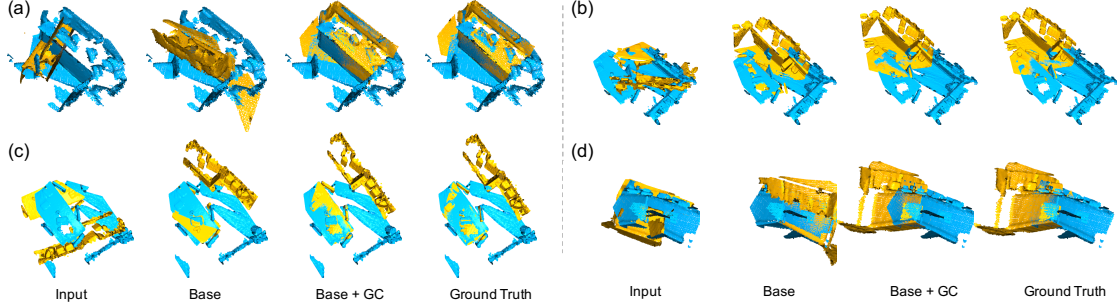 (a)
(b)
(c)
(d)
Input Base Base + GC Ground Truth Input Base Base + GC Ground Truth